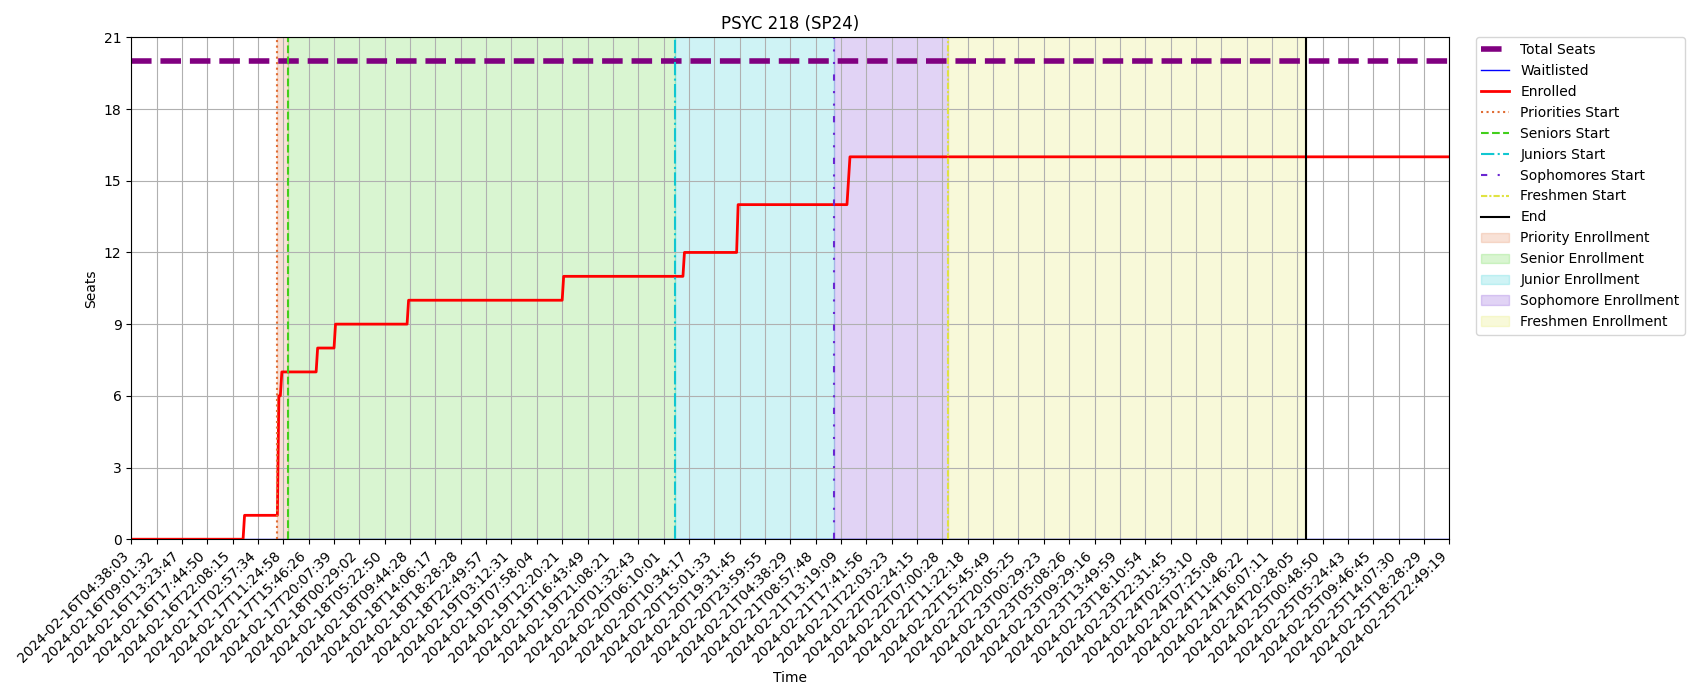 PSYC 218 (SP24)
Seats
21
18
15
12
9
6
3
0
2024-02-16T04:38:03
2024-02-16T09:01:32
2024-02-16T13:23:47
2024-02-16T17:44:50
2024-02-16T22:08:15
2024-02-17T02:57:34
2024-02-17T11:24:58
2024-02-17T15:46:26
2024-02-17T20:07:39
2024-02-18T00:29:02
2024-02-18T05:22:50
2024-02-18T09:44:28
2024-02-18T14:06:17
2024-02-18T18:28:28
2024-02-18T22:49:57
2024-02-19T03:12:31
2024-02-19T07:58:04
2024-02-19T12:20:21
2024-02-19T16:43:49
2024-02-19T21:08:21
2024-02-20T01:32:43
2024-02-20T06:10:01
2024-02-20T10:34:17
2024-02-20T15:01:33
2024-02-20T19:31:45
2024-02-20T23:59:55
2024-02-21T04:38:29
2024-02-21T08:57:48
2024-02-21T13:19:09
2024-02-21T17:41:56
2024-02-21T22:03:23
2024-02-22T02:24:15
2024-02-22T07:00:28
2024-02-22T11:22:18
2024-02-22T15:45:49
2024-02-22T20:05:25
2024-02-23T00:29:23
2024-02-23T05:08:26
2024-02-23T09:29:16
2024-02-23T13:49:59
2024-02-23T18:10:54
2024-02-23T22:31:45
2024-02-24T02:53:10
2024-02-24T07:25:08
2024-02-24T11:46:22
2024-02-24T16:07:11
2024-02-24T20:28:05
2024-02-25T00:48:50
2024-02-25T05:24:43
2024-02-25T09:46:45
2024-02-25T14:07:30
2024-02-25T18:28:29
2024-02-25T22:49:19
Time
Total Seats
Waitlisted
Enrolled
Priorities Start
Seniors Start
Juniors Start
Sophomores Start
Freshmen Start
End
Priority Enrollment
Senior Enrollment
Junior Enrollment
Sophomore Enrollment
Freshmen Enrollment